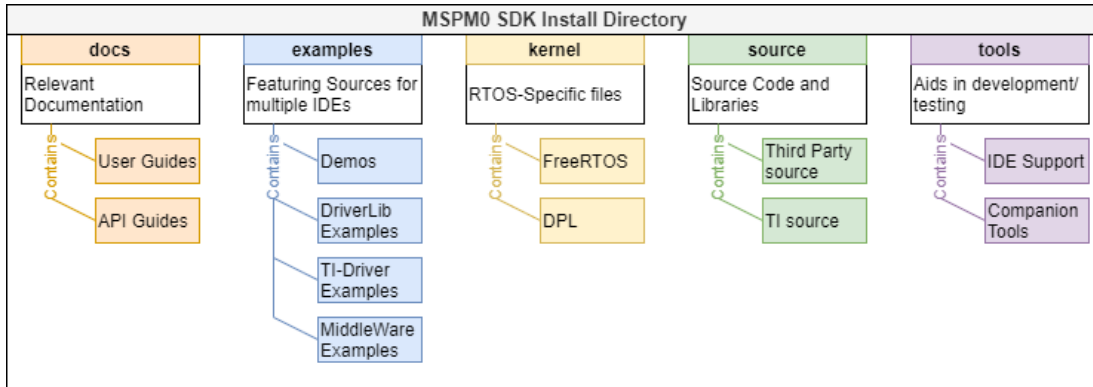 MSPM0 SDK Install Directory
docs
Relevant
Documentation
Contains
User Guides
API Guides
examples
Featuring Sources for
multiple IDEs
Contains
Demos
DriverLib
Examples
TI-Driver
Examples
MiddleWare
Examples
kernel
RTOS-Specific files
Contains
FreeRTOS
DPL
source
Source Code and
Libraries
Contains
Third Party
source
TI source
tools
Aids in development/
testing
Contains
IDE Support
Companion
Tools